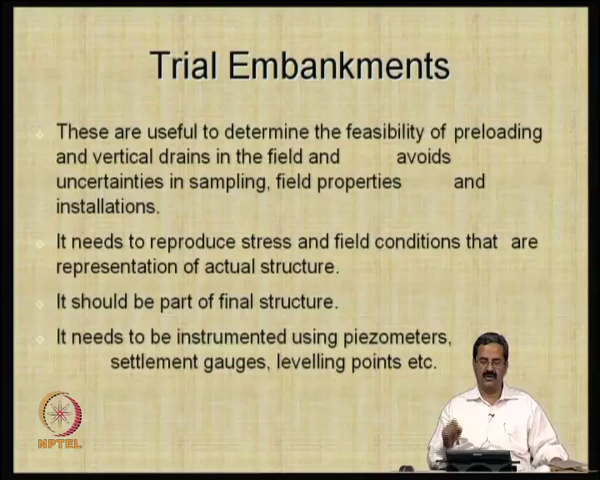 Trial Embankments
These are useful to determine the feasibility of preloading
and vertical drains in the field and avoids
uncertainties in sampling, field properties and
installations.
It needs to reproduce stress and field conditions that are
representation of actual structure.
It should be part of final structure.
It needs to be instrumented using piezometers,
settlement gauges, levelling points etc.
NPTEL